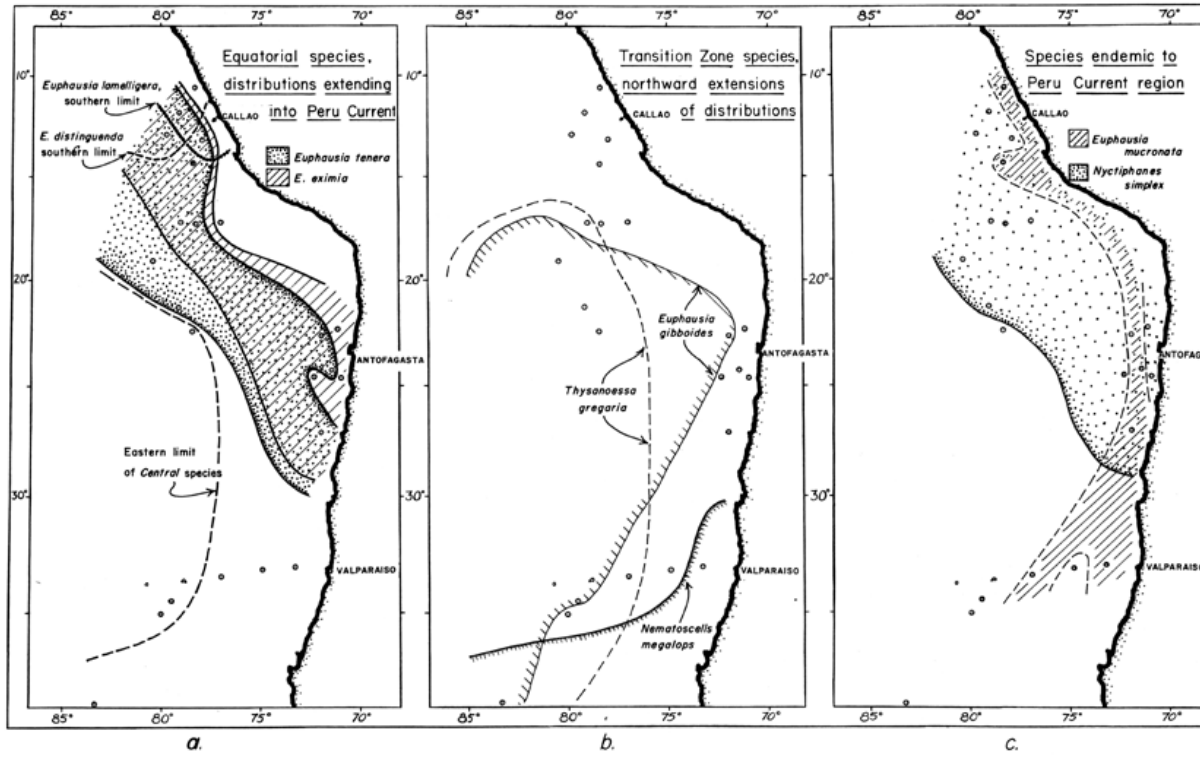 85° 80° 75° 70°
Equatorial species,
distributions extending
into Peru Current
Euphausia lamelligera,
southern limit
E. distinguenda
southern limit
CALLAO
Euphausia tenera
E. eximia
10°
20°
30°
ANTOFAGASTA
Eastern limit
of Central species
VALPARAISO
85° 80° 75° 70°
a.
85° 80° 75° 70°
Transition Zone species,
northward extensions
of distributions
CALLAO
10°
20°
30°
Euphausia
gibboides
ANTOFAGASTA
Thysanoessa
gregaria
VALPARAISO
Nematoscells
megalops
85° 80° 75° 70°
b.
85° 80° 75° 70°
Species endemic to
Peru Current region
CALLAO
Euphausia
mucronata
Nyctiphanes
simplex
10°
20°
30°
ANTOFAGASTA
VALPARAISO
85° 80° 75° 70°
c.